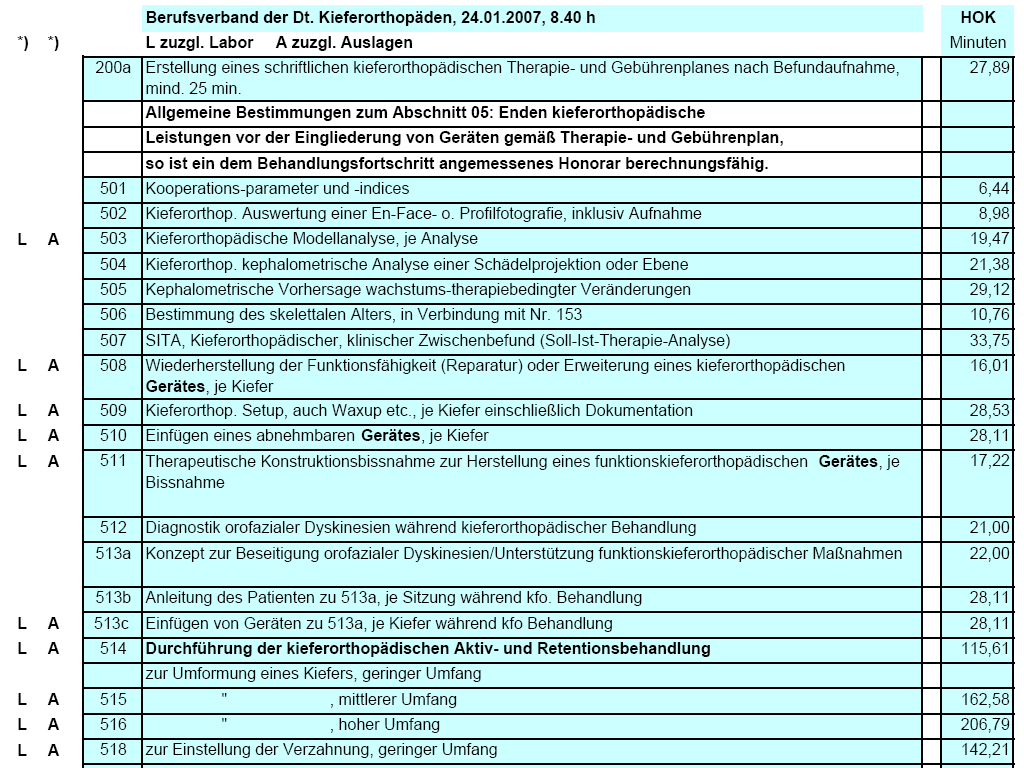 Berufsverband der Dt. Kieferorthopäden, 24.01.2007, 8.40 h HOK
*) *) L zuzgl. Labor A zuzgl. Auslagen Minuten
200a Erstellung eines schriftlichen kieferorthopädischen Therapie- und Gebührenplanes nach Befundaufnahme, 27,89
mind. 25 min.
Allgemeine Bestimmungen zum Abschnitt 05: Enden kieferorthopädische
Leistungen vor der Eingliederung von Geräten gemäß Therapie- und Gebührenplan,
so ist ein dem Behandlungsfortschritt angemessenes Honorar berechnungsfähig.
501 Kooperations-parameter und -indices 6,44
502 Kieferorthop. Auswertung einer En-Face- o. Profilfotografie, inklusiv Aufnahme 8,98
L A 503 Kieferorthopädische Modellanalyse, je Analyse 19,47
504 Kieferorthop. kephalometrische Analyse einer Schädelprojektion oder Ebene 21,38
505 Kephalometrische Vorhersage wachstums-therapiebedingter Veränderungen 29,12
506 Bestimmung des skelettalen Alters, in Verbindung mit Nr. 153 10,76
507 SITA, Kieferorthopädischer, klinischer Zwischenbefund (Soll-Ist-Therapie-Analyse) 33,75
L A 508 Wiederherstellung der Funktionsfähigkeit (Reparatur) oder Erweiterung eines kieferorthopädischen 16,01
Gerätes, je Kiefer
L A 509 Kieferorthop. Setup, auch Waxup etc., je Kiefer einschließlich Dokumentation 28,53
L A 510 Einfügen eines abnehmbaren Gerätes, je Kiefer 28,11
L A 511 Therapeutische Konstruktionsbissnahme zur Herstellung eines funktionskieferorthopädischen Gerätes, je 17,22
Bissnahme
512 Diagnostik orofazialer Dyskinesien während kieferorthopädischer Behandlung 21,00
513a Konzept zur Beseitigung orofazialer Dyskinesien/Unterstützung funktionskieferorthopädischer Maßnahmen 22,00
513b Anleitung des Patienten zu 513a, je Sitzung während kfo. Behandlung 28,11
L A 513c Einfügen von Geräten zu 513a, je Kiefer während kfo Behandlung 28,11
L A 514 Durchführung der kieferorthopädischen Aktiv- und Retentionsbehandlung 115,61
zur Umformung eines Kiefers, geringer Umfang
L A 515 " , mittlerer Umfang 162,58
L A 516 " , hoher Umfang 206,79
L A 518 zur Einstellung der Verzahnung, geringer Umfang 142,21